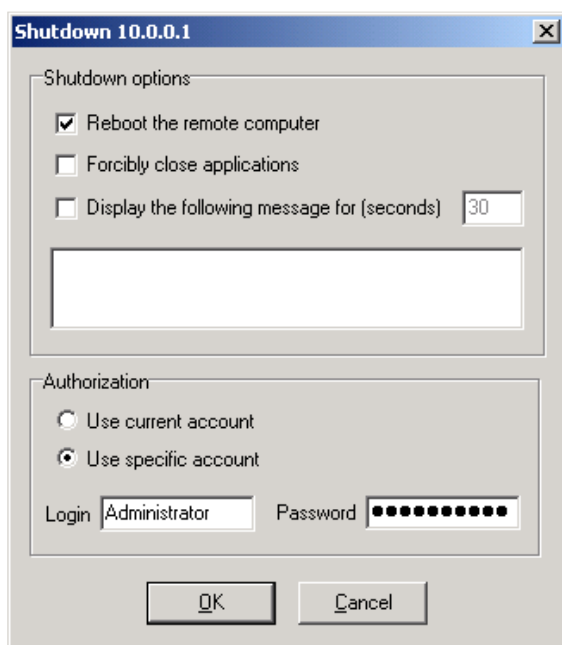 Shutdown 10.0.0.1
Shutdown options
Reboot the remote computer
Forcibly close applications
Display the following message for (seconds) 30
Authorization
Use current account
Use specific account
Login Administrator Password ●●●●●●●●●●
OK Cancel